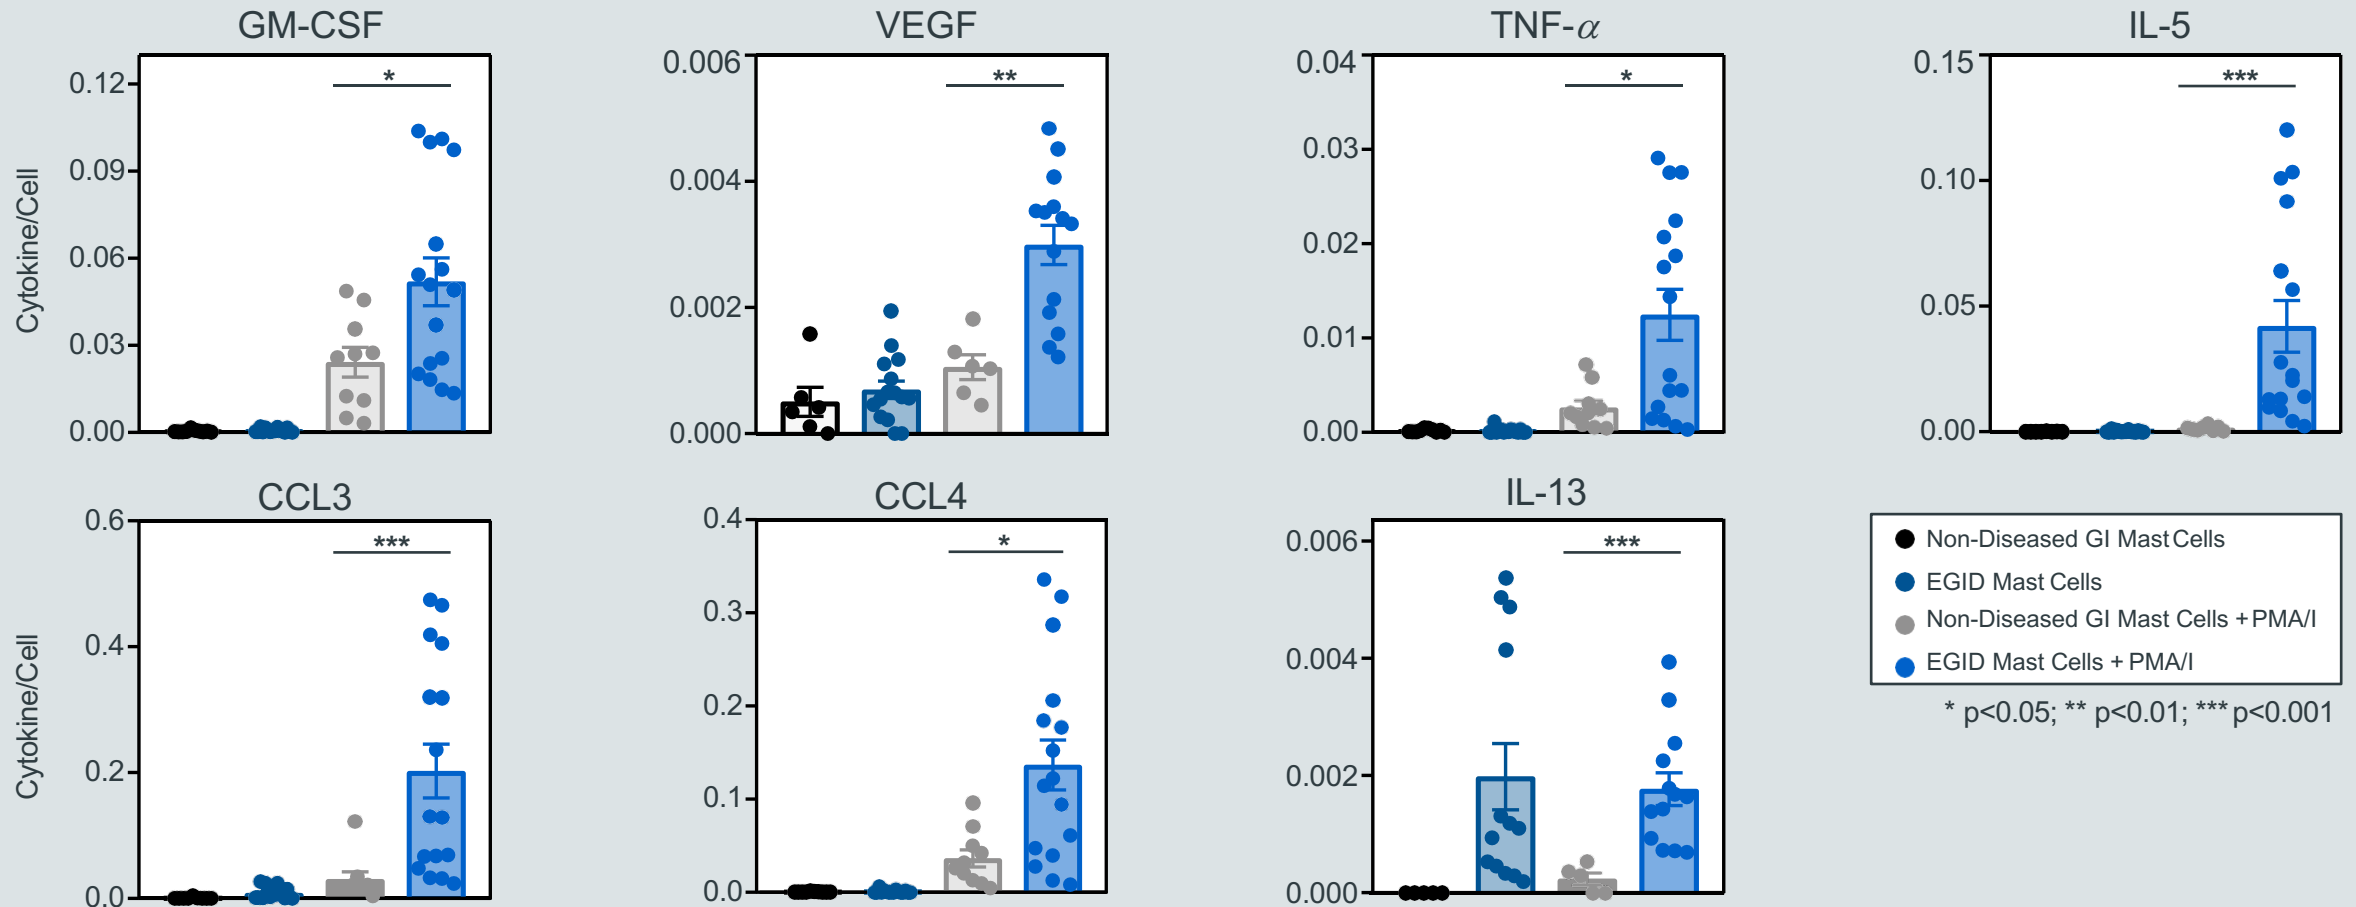 GM-CSF
VEGF
TNF-α
IL-5
Cytokine/Cell
0.12
0.09
0.06
0.03
0.00
*
0.006
0.004
0.002
0.000
**
0.04
0.03
0.02
0.01
0.00
*
0.15
0.10
0.05
0.00
***
CCL3
CCL4
IL-13
Cytokine/Cell
0.6
0.4
0.2
0.0
***
0.4
0.3
0.2
0.1
0.0
*
0.006
0.004
0.002
0.000
***
Non-Diseased GI Mast Cells
EGID Mast Cells
Non-Diseased GI Mast Cells + PMA/I
EGID Mast Cells + PMA/I
* p<0.05; ** p<0.01; *** p<0.001